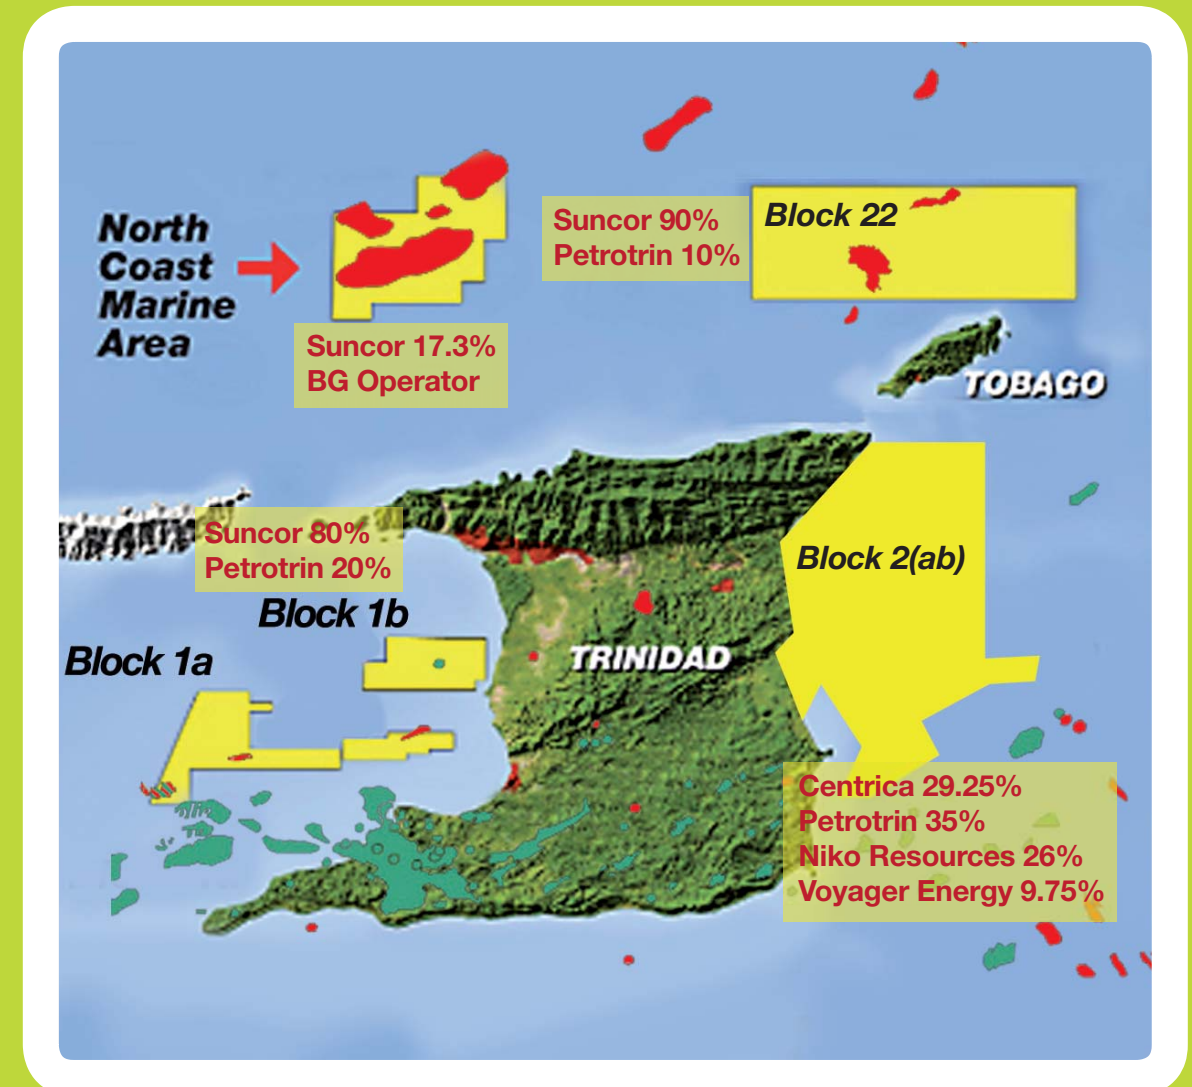 North
Coast
Marine
Area
Suncor 17.3%
BG Operator
Suncor 90%
Petrotrin 10%
Block 22
TOBAGO
Suncor 80%
Petrotrin 20%
Block 1b
Block 1a
TRINIDAD
Block 2(ab)
Centrica 29.25%
Petrotrin 35%
Niko Resources 26%
Voyager Energy 9.75%